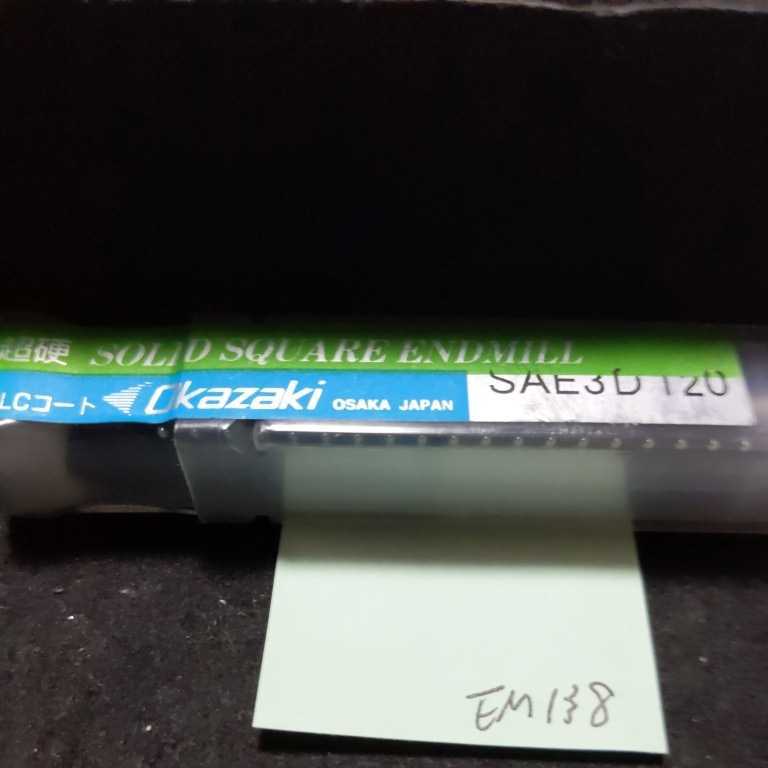 超硬 SOLID SQUARE ENDMILL
LCコート Okazaki OSAKA JAPAN SAE3D120
EM138